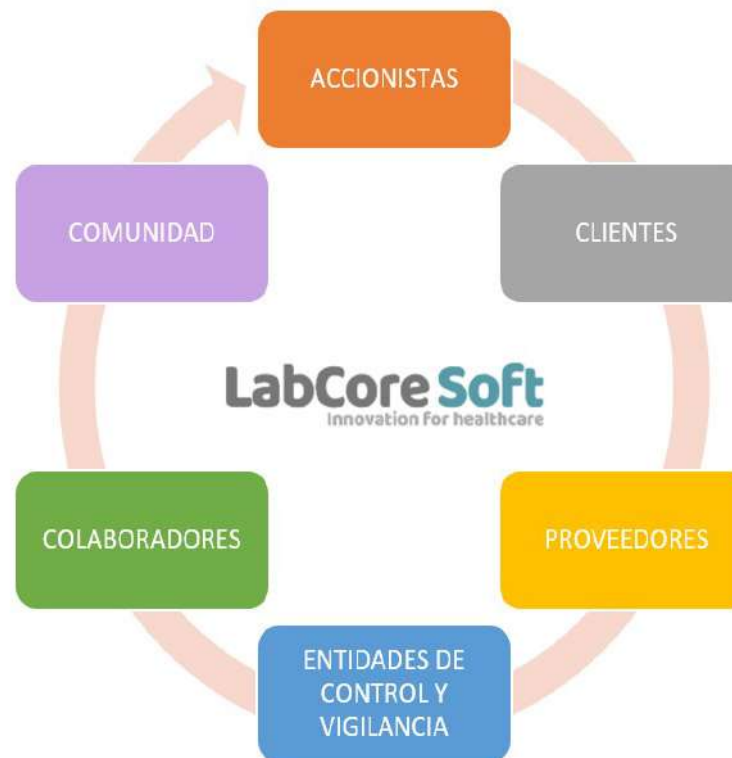 ACCIONISTAS
CLIENTES
PROVEEDORES
ENTIDADES DE
CONTROL Y
VIGILANCIA
COLABORADORES
COMUNIDAD
LabCore Soft
Innovation for healthcare